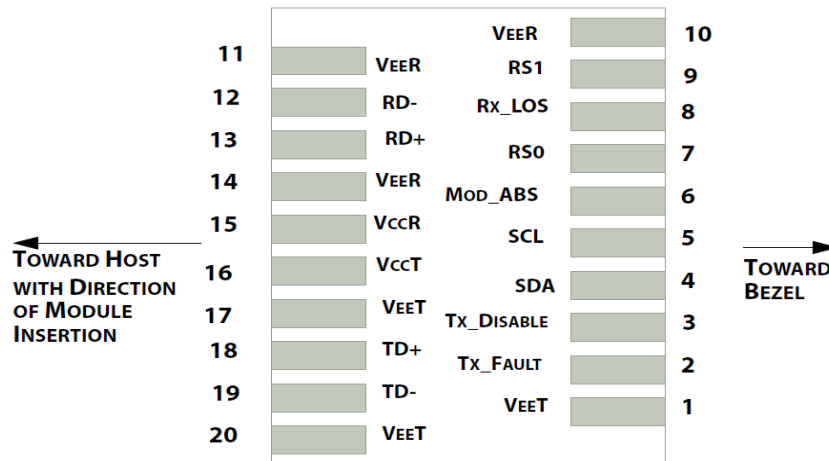 11 VEER
12 RD-
13 RD+
14 VEER
15 VCCR
16 VCCT
17 VEET
18 TD+
19 TD-
20 VEET
VEER 10
RS1 9
RX_LOS 8
RS0 7
MOD_ABS 6
SCL 5
SDA 4
TX_DISABLE 3
TX_FAULT 2
VEET 1
TOWARD HOST
WITH DIRECTION
OF MODULE
INSERTION
TOWARD
BEZEL